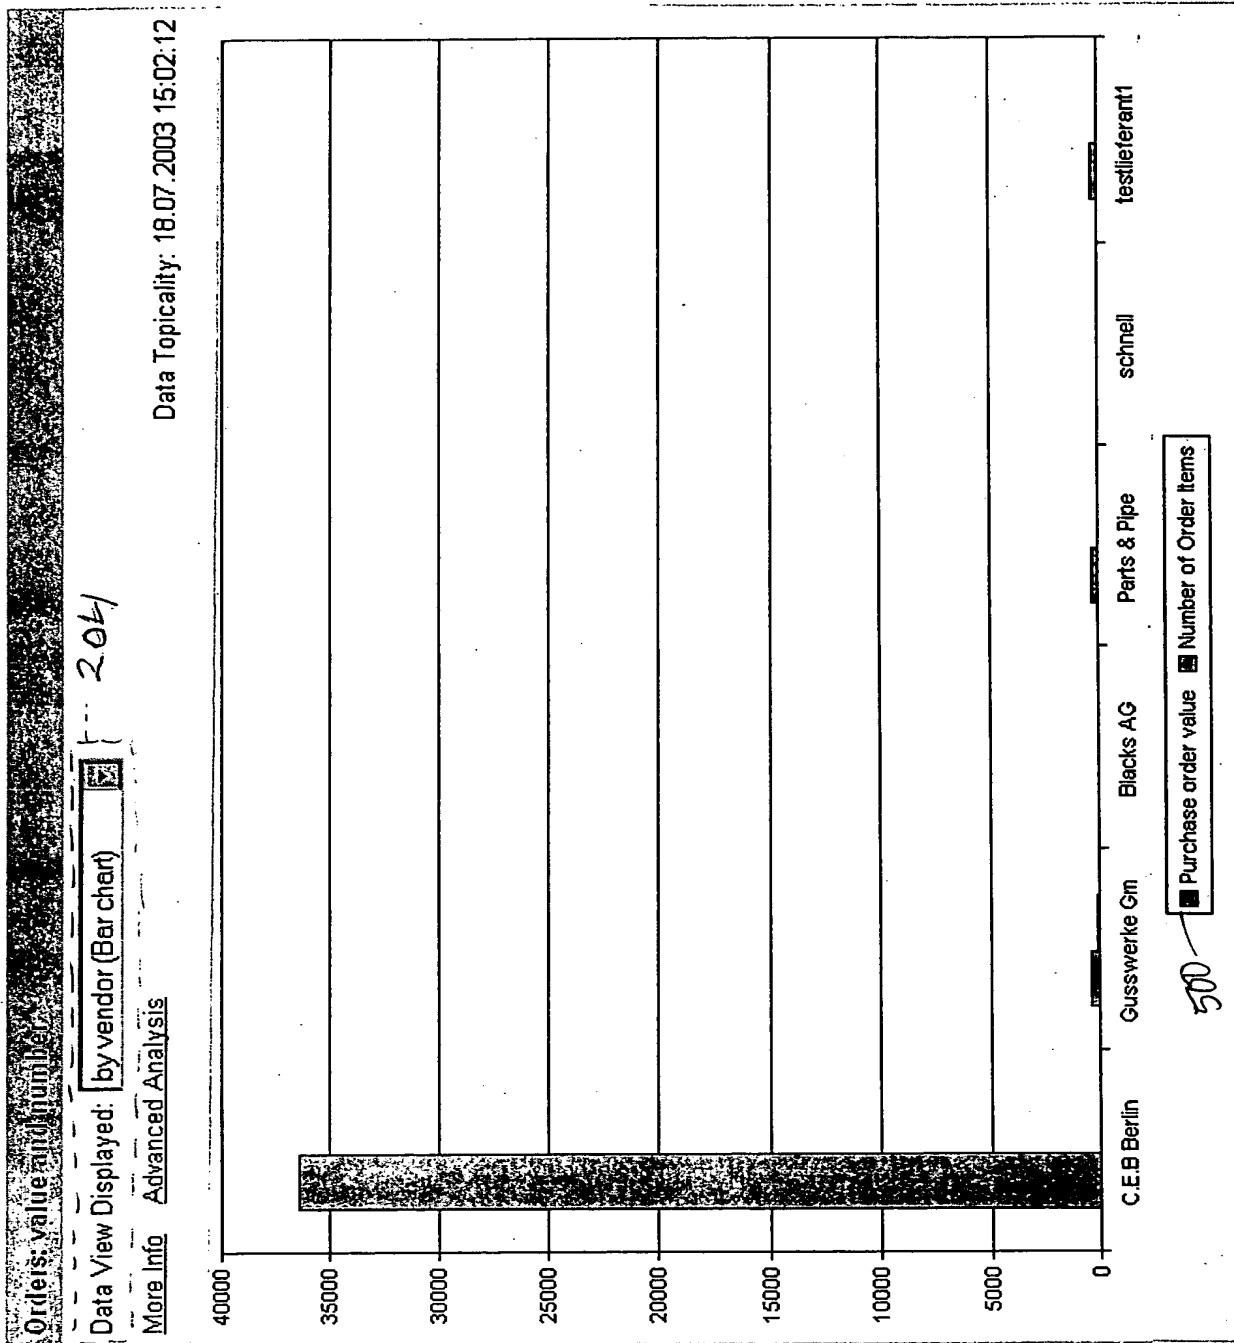 Orders: value and number
Data View Displayed: by vendor (Bar chart) 204
More Info Advanced Analysis
Data Topicality: 18.07.2003 15:02:12
40000
35000
30000
25000
20000
15000
10000
5000
0
C.E.B Berlin Gusswerke Gm Blacks AG Parts & Pipe schnell testlieferant1
500 Purchase order value Number of Order Items